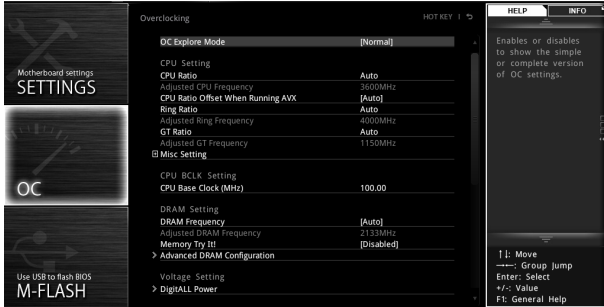 Motherboard settings
SETTINGS
OC
Use USB to flash BIOS
M-FLASH
Overclocking
HOT KEY | ↶
OC Explore Mode [Normal]
CPU Setting
CPU Ratio Auto
Adjusted CPU Frequency 3600MHz
CPU Ratio Offset When Running AVX [Auto]
Ring Ratio Auto
Adjusted Ring Frequency 4000MHz
GT Ratio Auto
Adjusted GT Frequency 1150MHz
Misc Setting
CPU BCLK Setting
CPU Base Clock (MHz) 100.00
DRAM Setting
DRAM Frequency [Auto]
Adjusted DRAM Frequency 2133MHz
Memory Try It! [Disabled]
> Advanced DRAM Configuration
Voltage Setting
> DigitALL Power
HELP INFO
Enables or disables
to show the simple
or complete version
of OC settings.
↑↓: Move
→←: Group Jump
Enter: Select
+/-: Value
F1: General Help